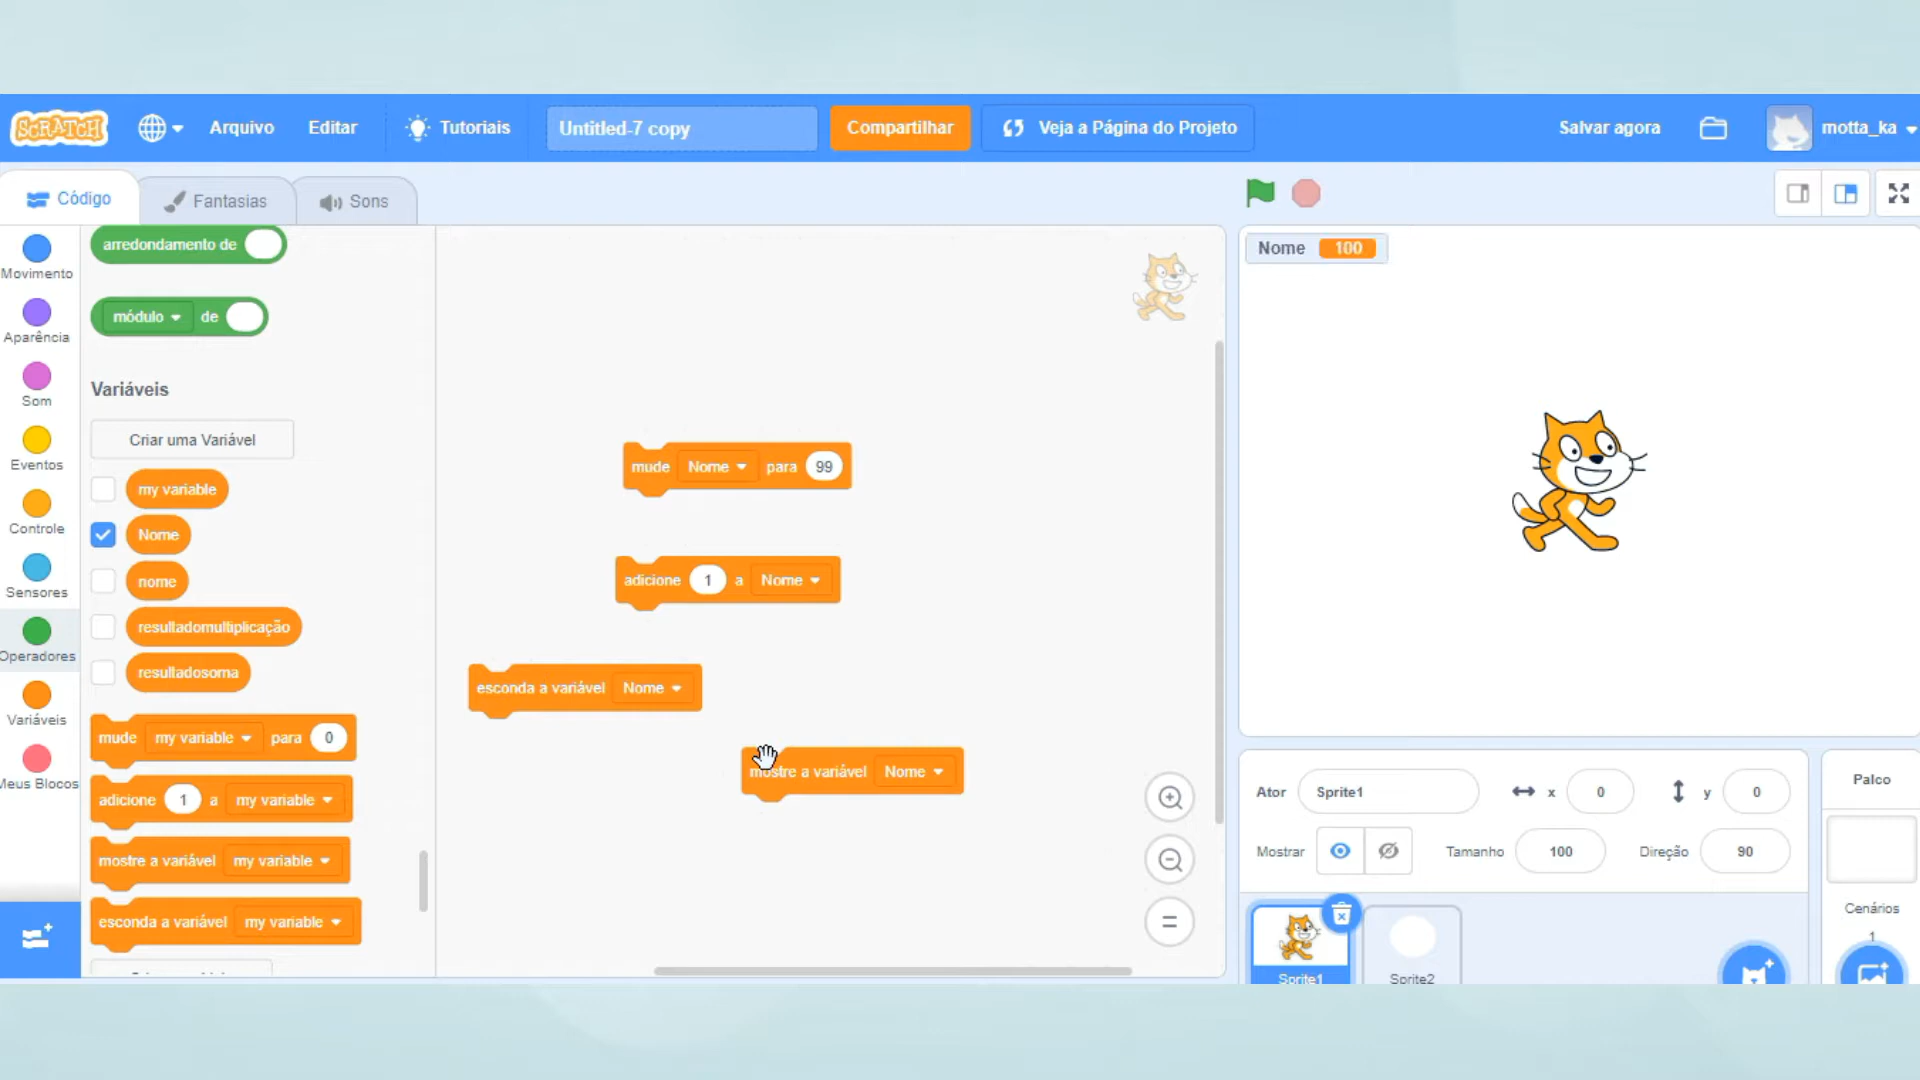 SCRATCH
Arquivo
Editar
Tutoriais
Untitled-7 copy
Compartilhar
Veja a Página do Projeto
Salvar agora
motta_ka
Código
Fantasias
Sons
Movimento
Aparência
Som
Eventos
Controle
Sensores
Operadores
Variáveis
Meus Blocos
arredondamento de
módulo de
Variáveis
Criar uma Variável
my variable
Nome
nome
resultadomultiplicação
resultadosoma
mude my variable para 0
adicione 1 a my variable
mostre a variável my variable
esconda a variável my variable
mude Nome para 99
adicione 1 a Nome
esconda a variável Nome
mostre a variável Nome
Nome 100
Ator Sprite1 x 0 y 0
Mostrar Tamanho 100 Direção 90
Sprite1
Sprite2
Palco
Cenários
1